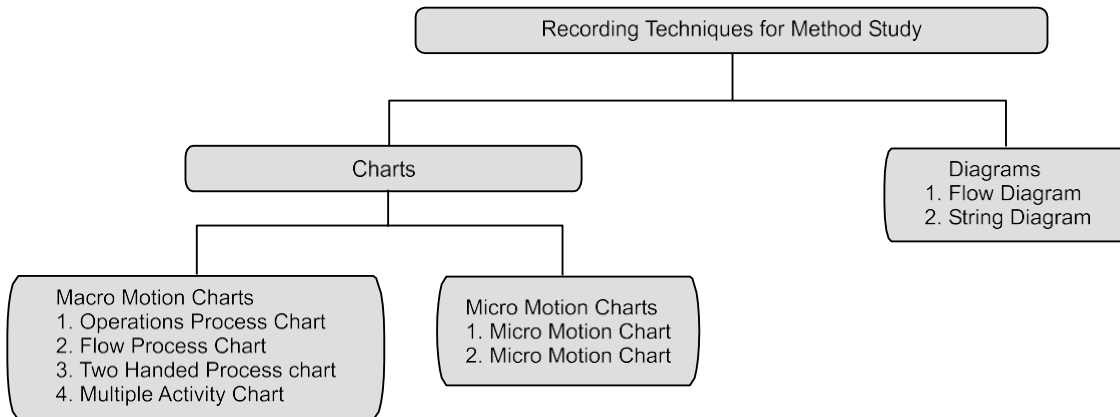 Recording Techniques for Method Study
Charts
Diagrams
1. Flow Diagram
2. String Diagram
Macro Motion Charts
1. Operations Process Chart
2. Flow Process Chart
3. Two Handed Process chart
4. Multiple Activity Chart
Micro Motion Charts
1. Micro Motion Chart
2. Micro Motion Chart